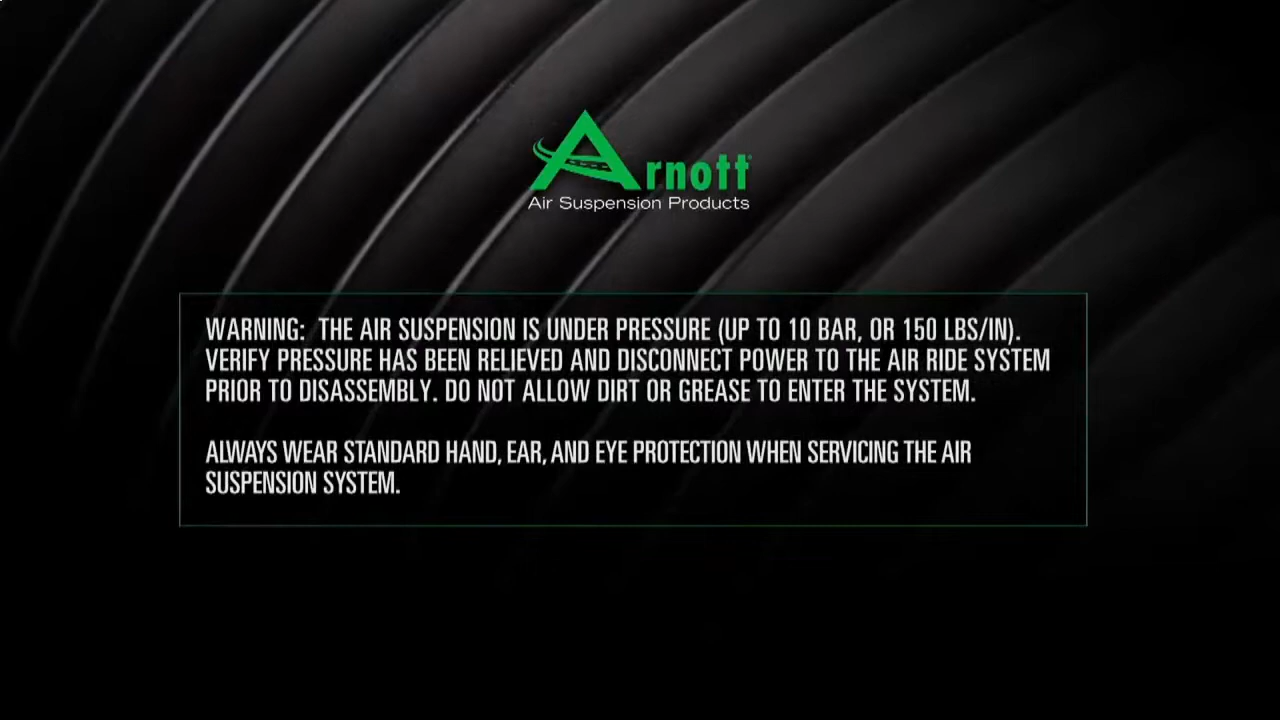 Arnott®
Air Suspension Products
WARNING: THE AIR SUSPENSION IS UNDER PRESSURE (UP TO 10 BAR, OR 150 LBS/IN).
VERIFY PRESSURE HAS BEEN RELIEVED AND DISCONNECT POWER TO THE AIR RIDE SYSTEM
PRIOR TO DISASSEMBLY. DO NOT ALLOW DIRT OR GREASE TO ENTER THE SYSTEM.
ALWAYS WEAR STANDARD HAND, EAR, AND EYE PROTECTION WHEN SERVICING THE AIR
SUSPENSION SYSTEM.